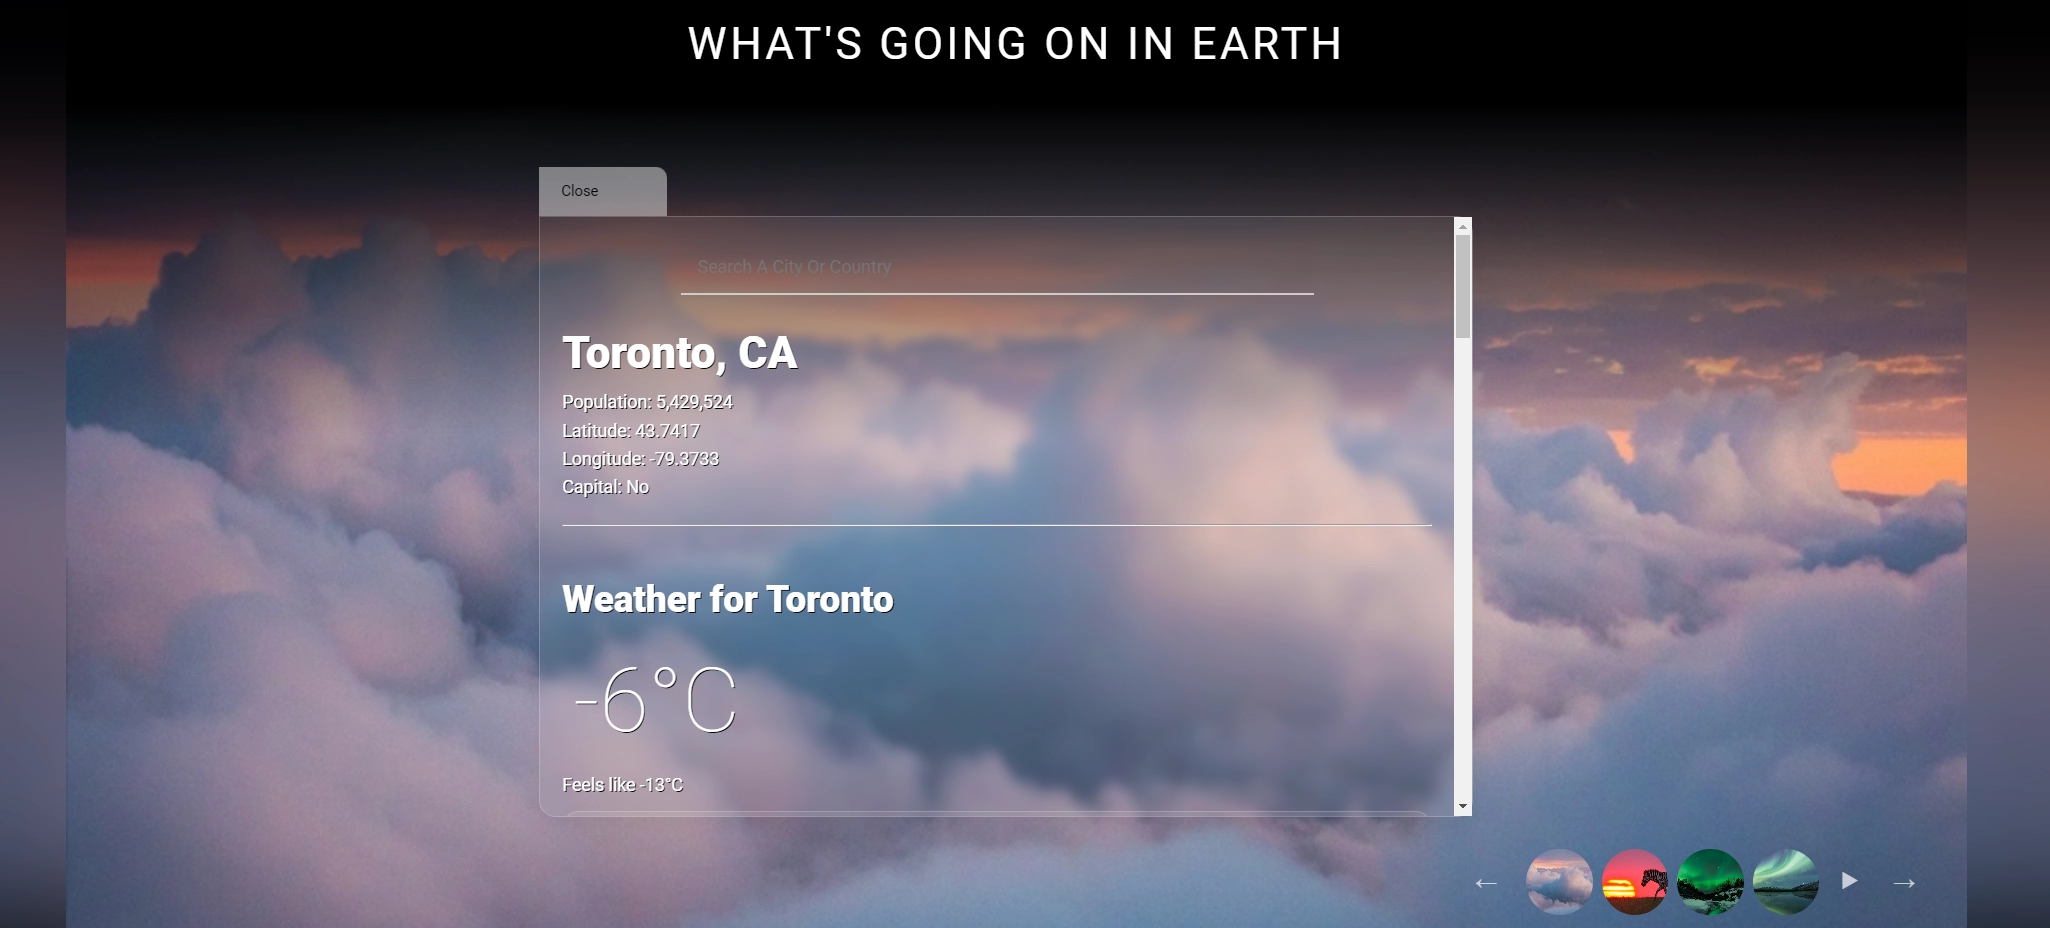 WHAT'S GOING ON IN EARTH
Close
Search A City Or Country
Toronto, CA
Population: 5,429,524
Latitude: 43.7417
Longitude: -79.3733
Capital: No
Weather for Toronto
-6°C
Feels like -13°C